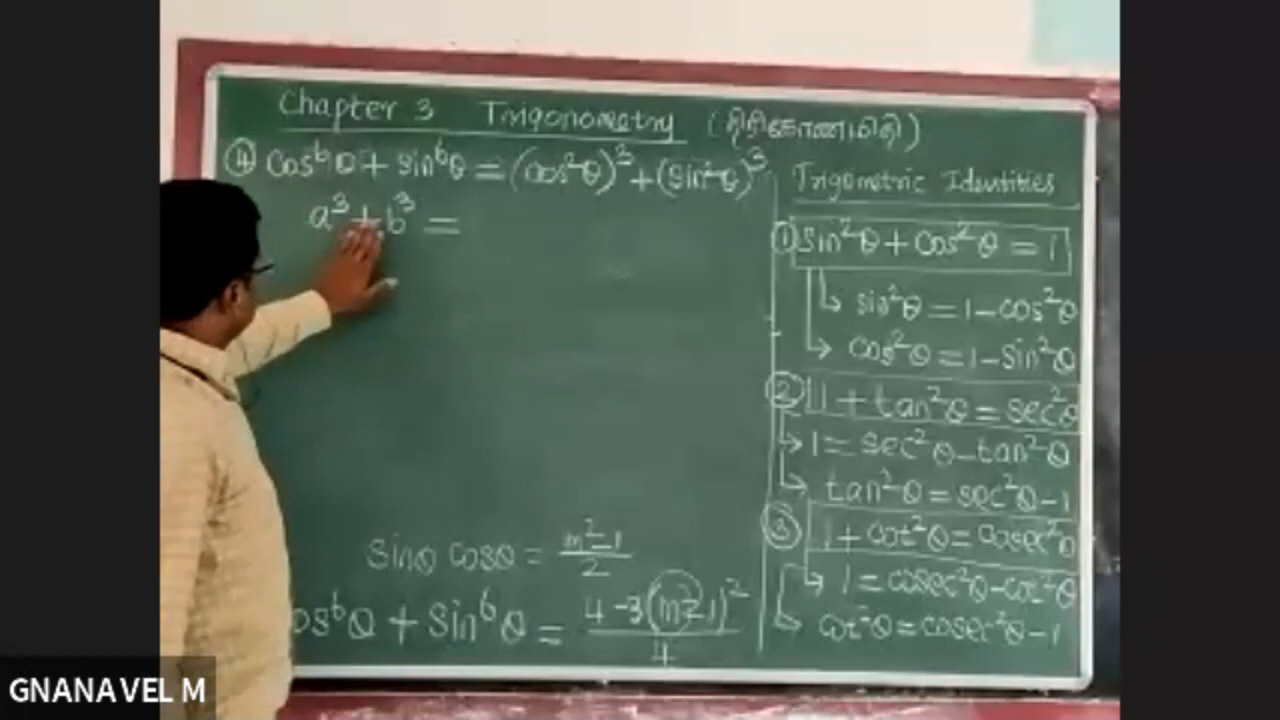 Chapter 3 Trigonometry (திரிகோணமிதி)
④ Cos⁶θ + sin⁶θ = (cos²θ)³ + (sin²θ)³
a³ + b³ =
sinθ cosθ = m²-1/2
os⁶θ + sin⁶θ = 4-3(m²-1)²/4
Trigometric Identities
① sin²θ + cos²θ = 1
↳ sin²θ = 1 - cos²θ
↳ cos²θ = 1 - sin²θ
② 1 + tan²θ = sec²θ
↳ 1 = sec²θ - tan²θ
↳ tan²θ = sec²θ - 1
③ 1 + cot²θ = cosec²θ
↳ 1 = cosec²θ - cot²θ
↳ cot²θ = cosec²θ - 1
GNANAVEL M